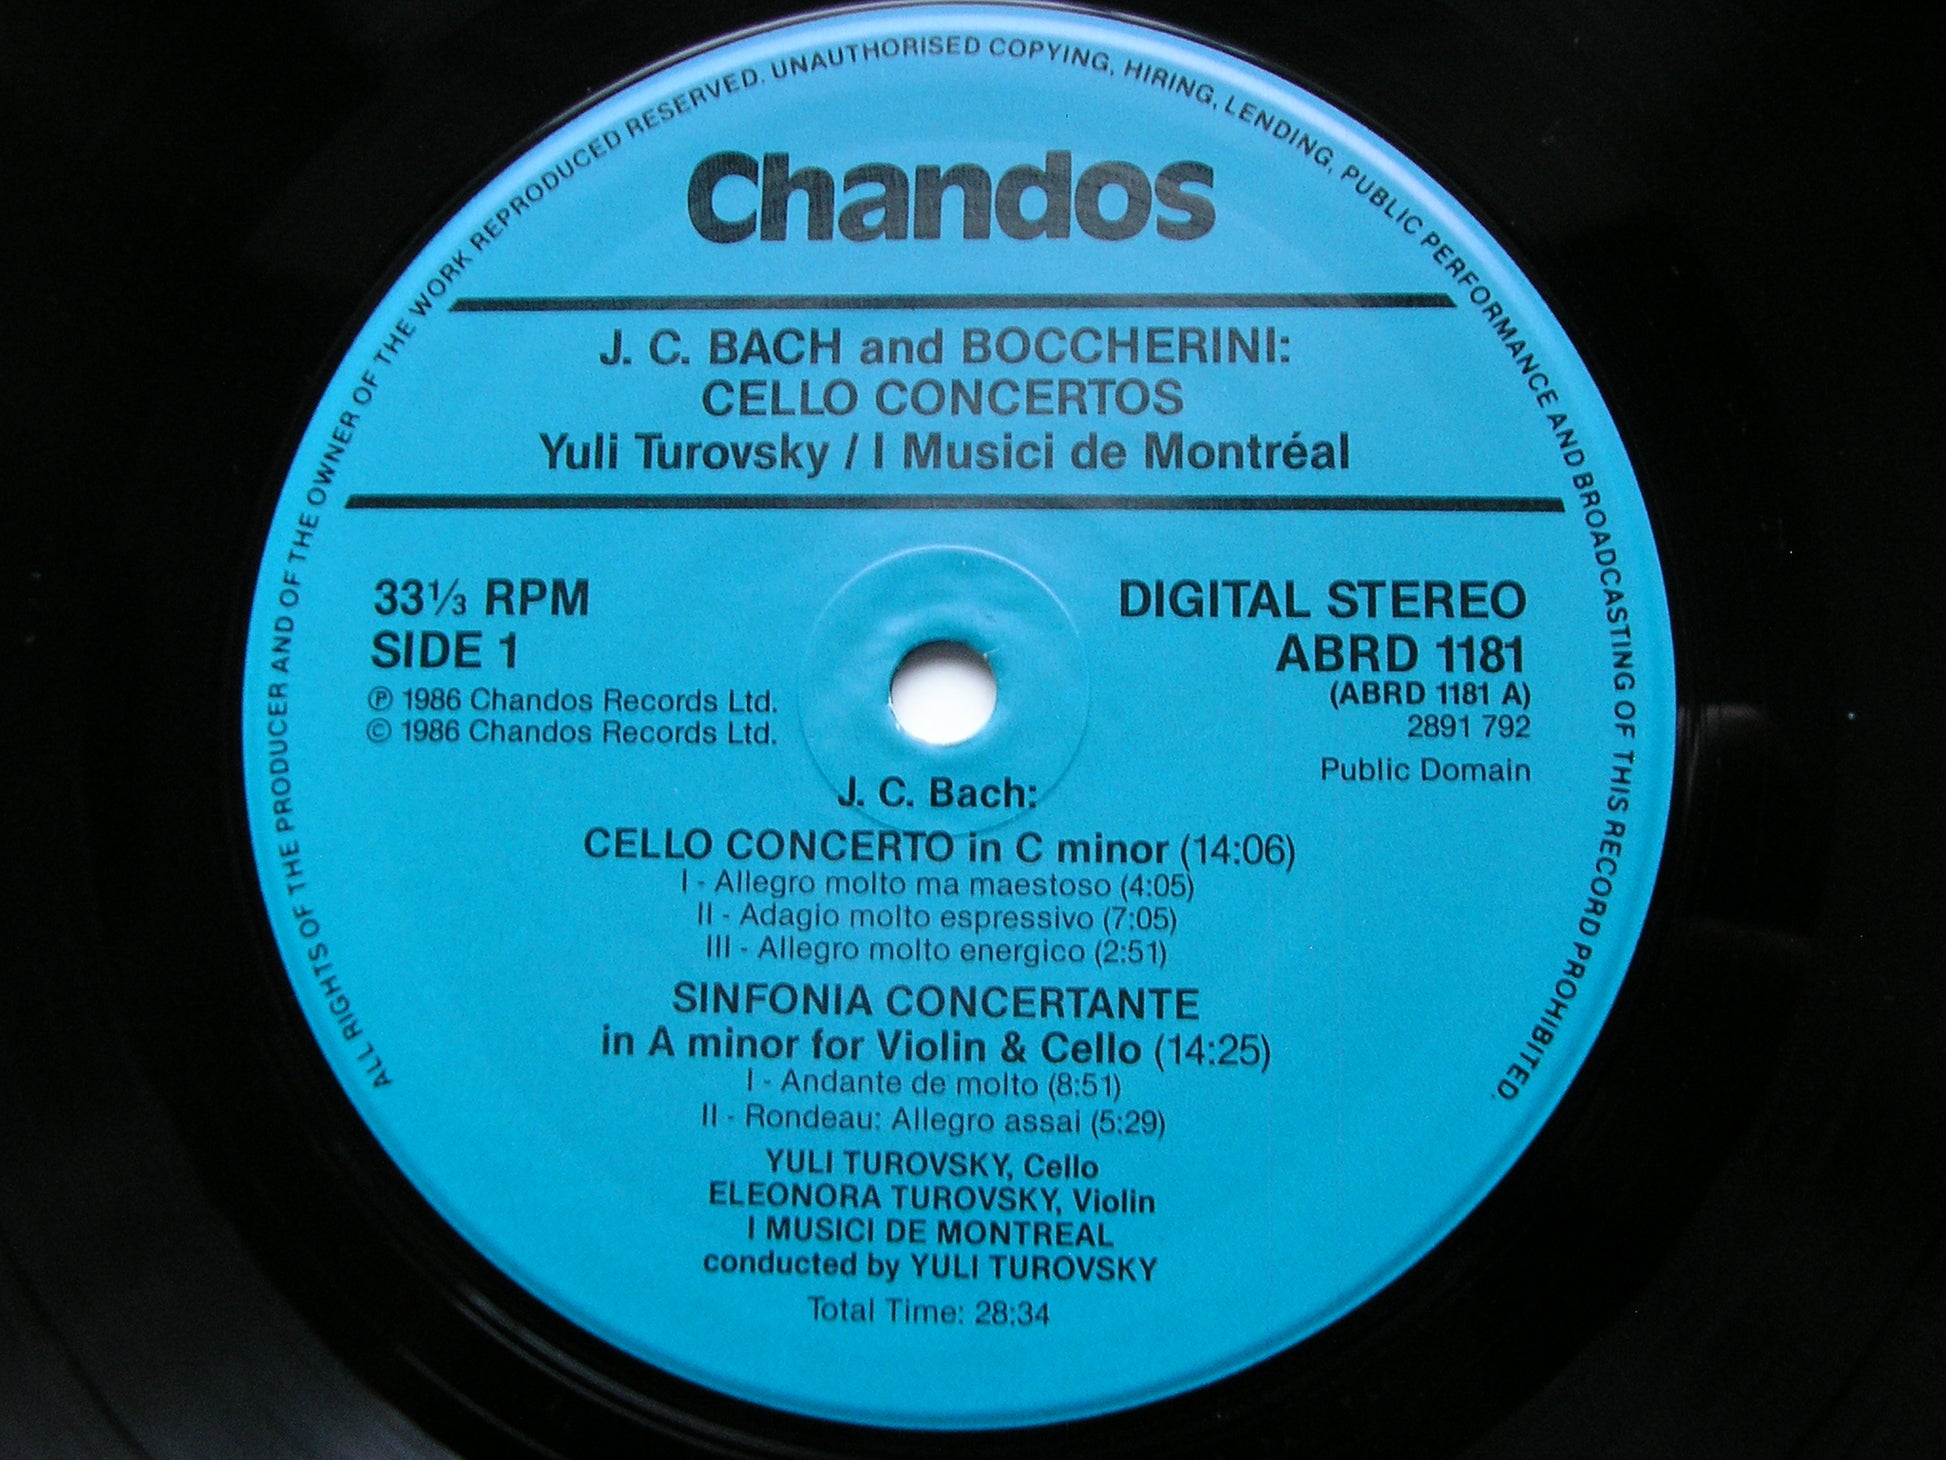 ALL RIGHTS OF THE PRODUCER AND OF THE OWNER OF THE WORK REPRODUCED RESERVED. UNAUTHORISED COPYING, HIRING, LENDING, PUBLIC PERFORMANCE AND BROADCASTING OF THIS RECORD PROHIBITED.
Chandos
J. C. BACH and BOCCHERINI:
CELLO CONCERTOS
Yuli Turovsky / I Musici de Montréal
33⅓ RPM
SIDE 1
℗ 1986 Chandos Records Ltd.
© 1986 Chandos Records Ltd.
DIGITAL STEREO
ABRD 1181
(ABRD 1181 A)
2891 792
Public Domain
J. C. Bach:
CELLO CONCERTO in C minor (14:06)
I - Allegro molto ma maestoso (4:05)
II - Adagio molto espressivo (7:05)
III - Allegro molto energico (2:51)
SINFONIA CONCERTANTE
in A minor for Violin & Cello (14:25)
I - Andante de molto (8:51)
II - Rondeau: Allegro assai (5:29)
YULI TUROVSKY, Cello
ELEONORA TUROVSKY, Violin
I MUSICI DE MONTREAL
conducted by YULI TUROVSKY
Total Time: 28:34